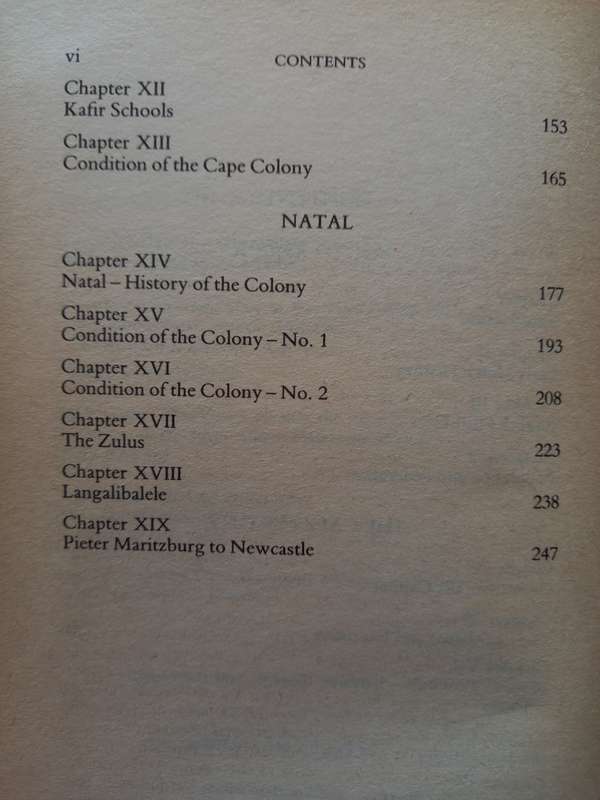 vi CONTENTS
Chapter XII
Kafir Schools 153
Chapter XIII
Condition of the Cape Colony 165
NATAL
Chapter XIV
Natal – History of the Colony 177
Chapter XV
Condition of the Colony – No. 1 193
Chapter XVI
Condition of the Colony – No. 2 208
Chapter XVII
The Zulus 223
Chapter XVIII
Langalibalele 238
Chapter XIX
Pieter Maritzburg to Newcastle 247